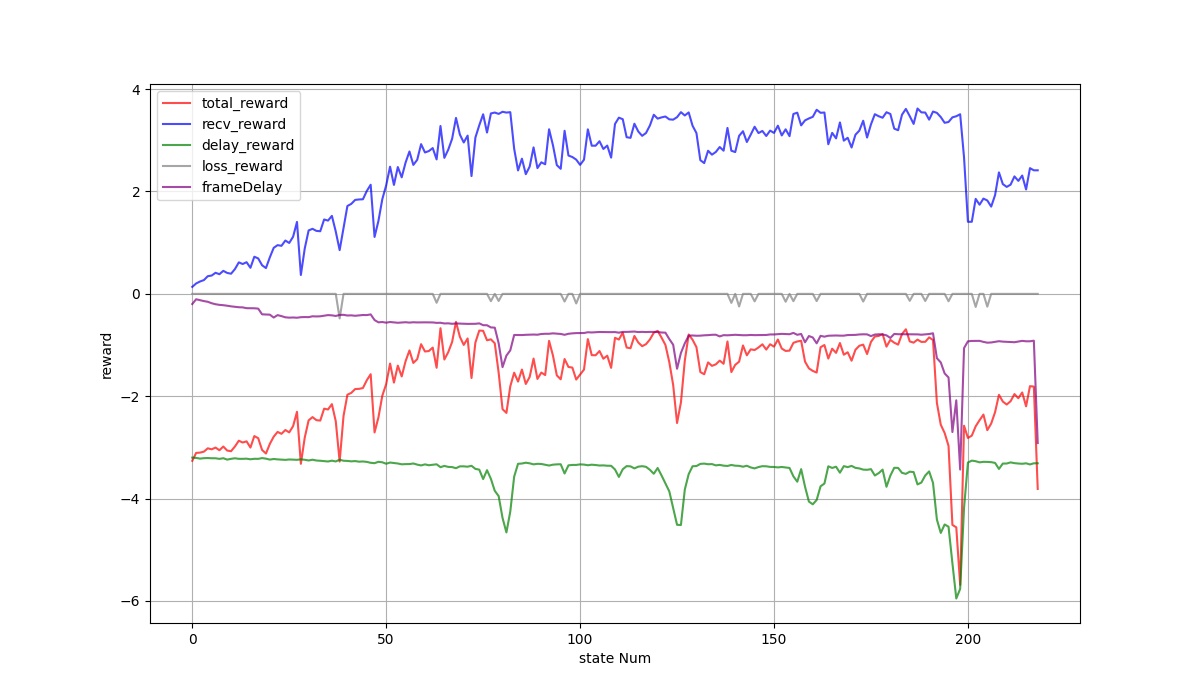 total_reward
recv_reward
delay_reward
loss_reward
frameDelay
4
2
0
−2
−4
−6
reward
0 50 100 150 200
state Num